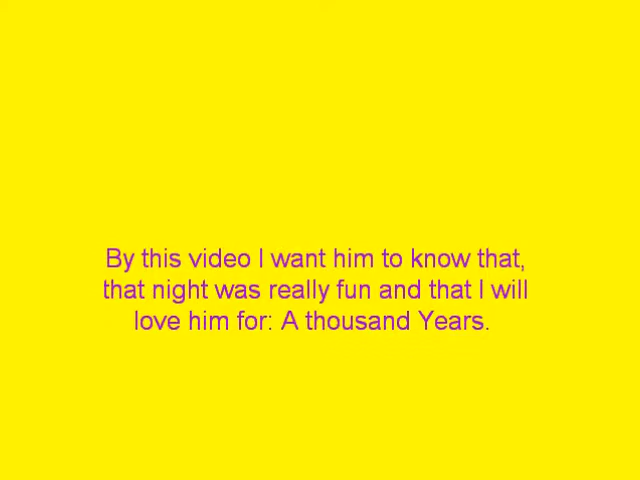 By this video I want him to know that,
that night was really fun and that I will
love him for: A thousand Years.